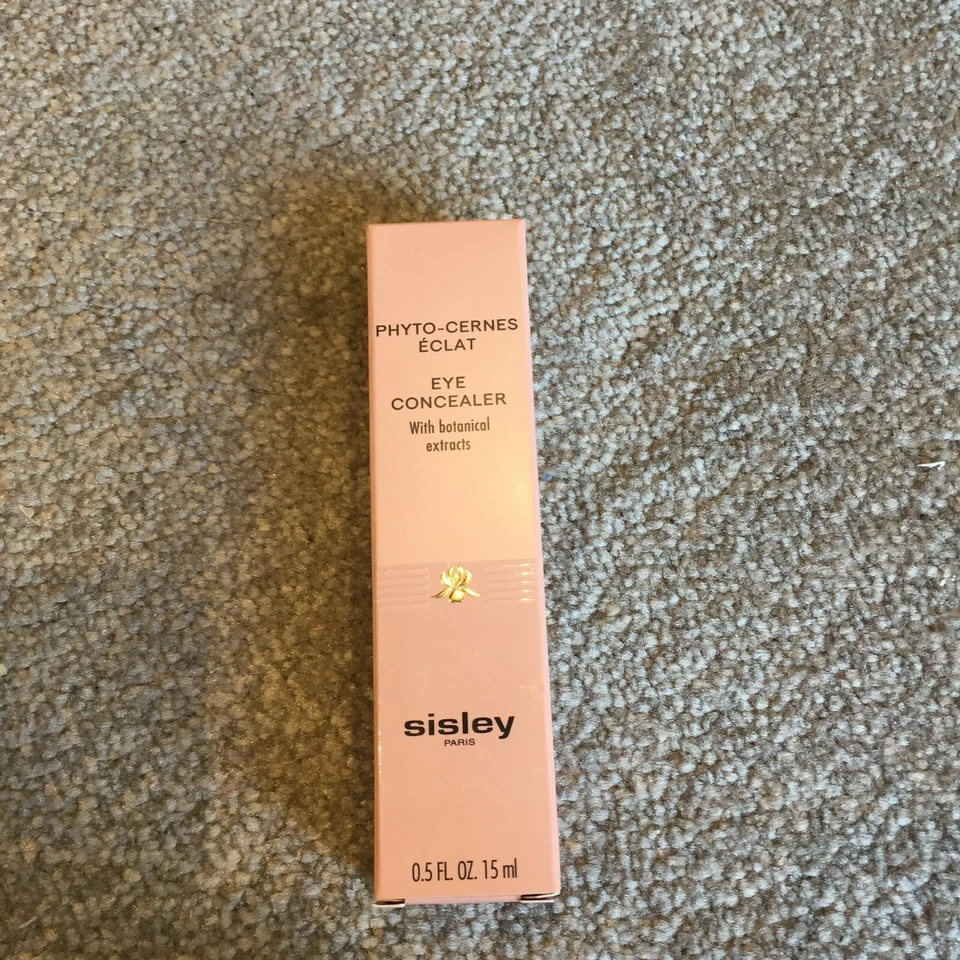 PHYTO-CERNES
ÉCLAT
EYE
CONCEALER
With botanical
extracts
sisley
PARIS
0.5 FL. OZ. 15 ml